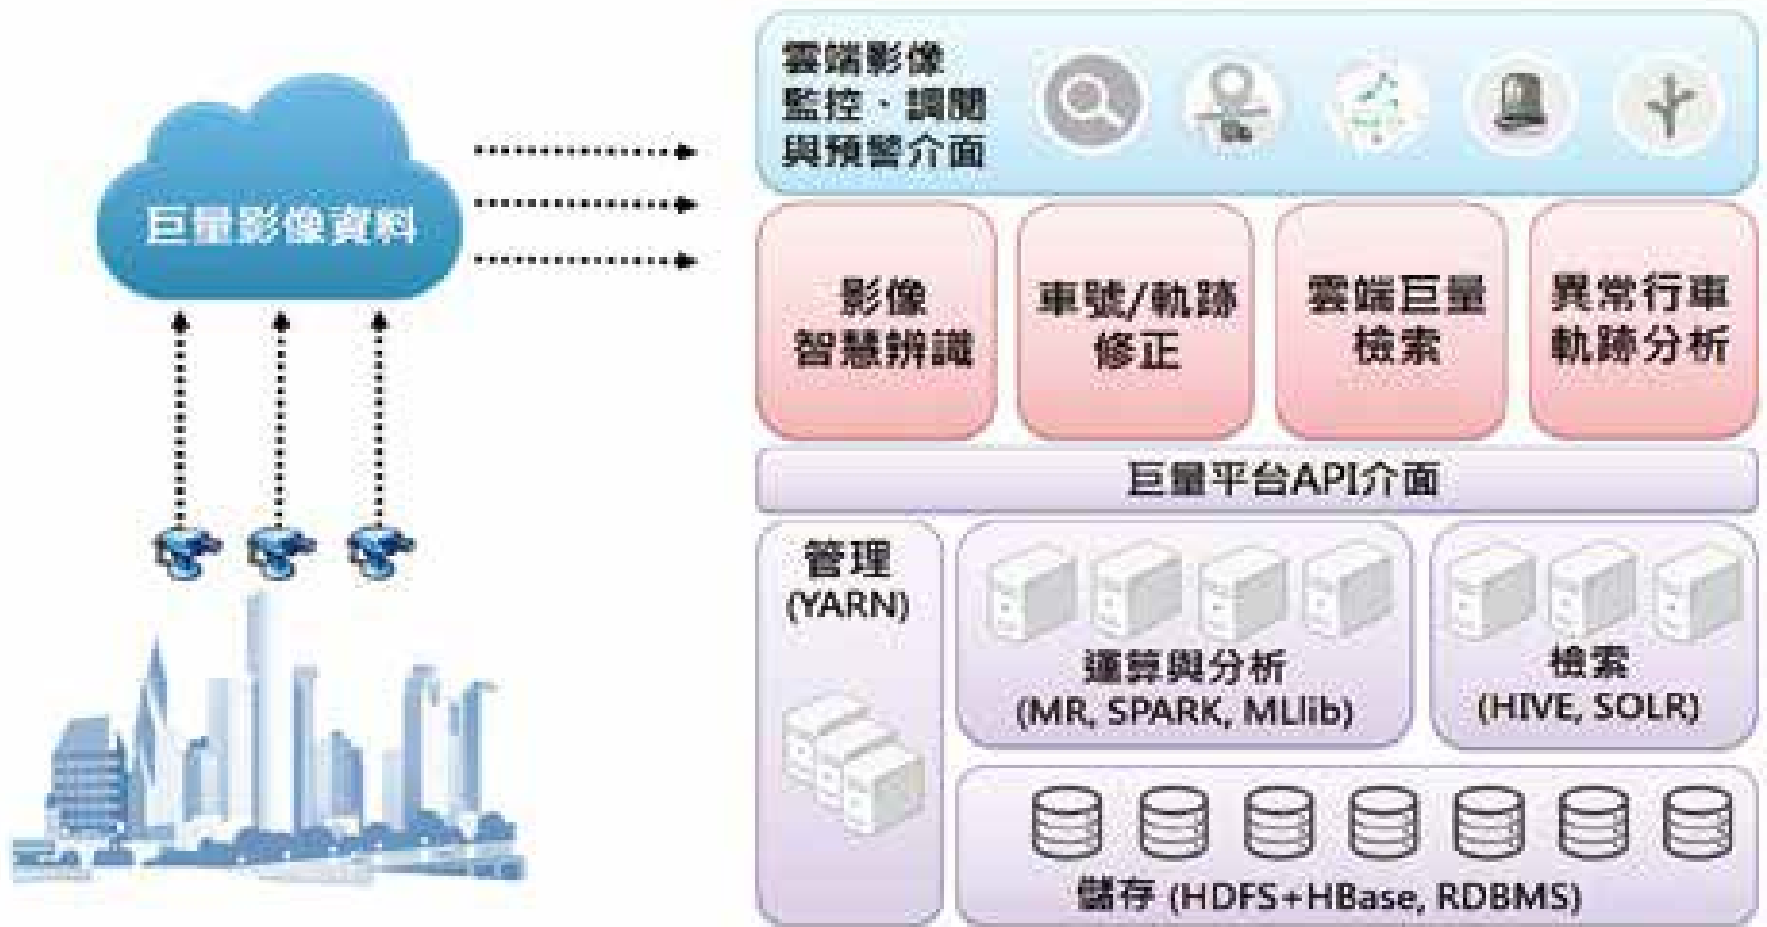 巨量影像資料
雲端影像
監控、調閱
與預警介面
影像
智慧辨識
車號/軌跡
修正
雲端巨量
檢索
異常行車
軌跡分析
巨量平台API介面
管理
(YARN)
運算與分析
(MR, SPARK, MLlib)
檢索
(HIVE, SOLR)
儲存 (HDFS+HBase, RDBMS)